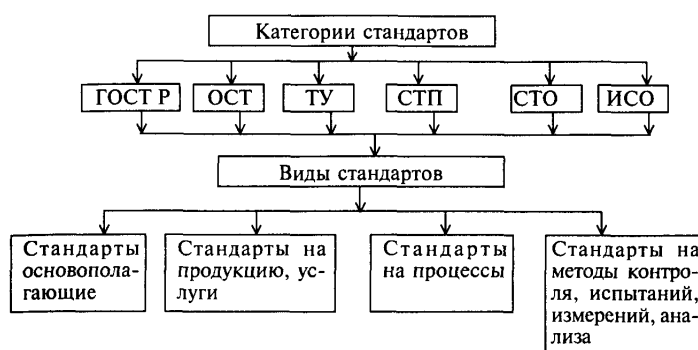 Категории стандартов
ГОСТ Р ОСТ ТУ СТП СТО ИСО
Виды стандартов
Стандарты
основопола-
гающие
Стандарты на
продукцию, ус-
луги
Стандарты
на процессы
Стандарты на
методы контро-
ля, испытаний,
измерений, ана-
лиза